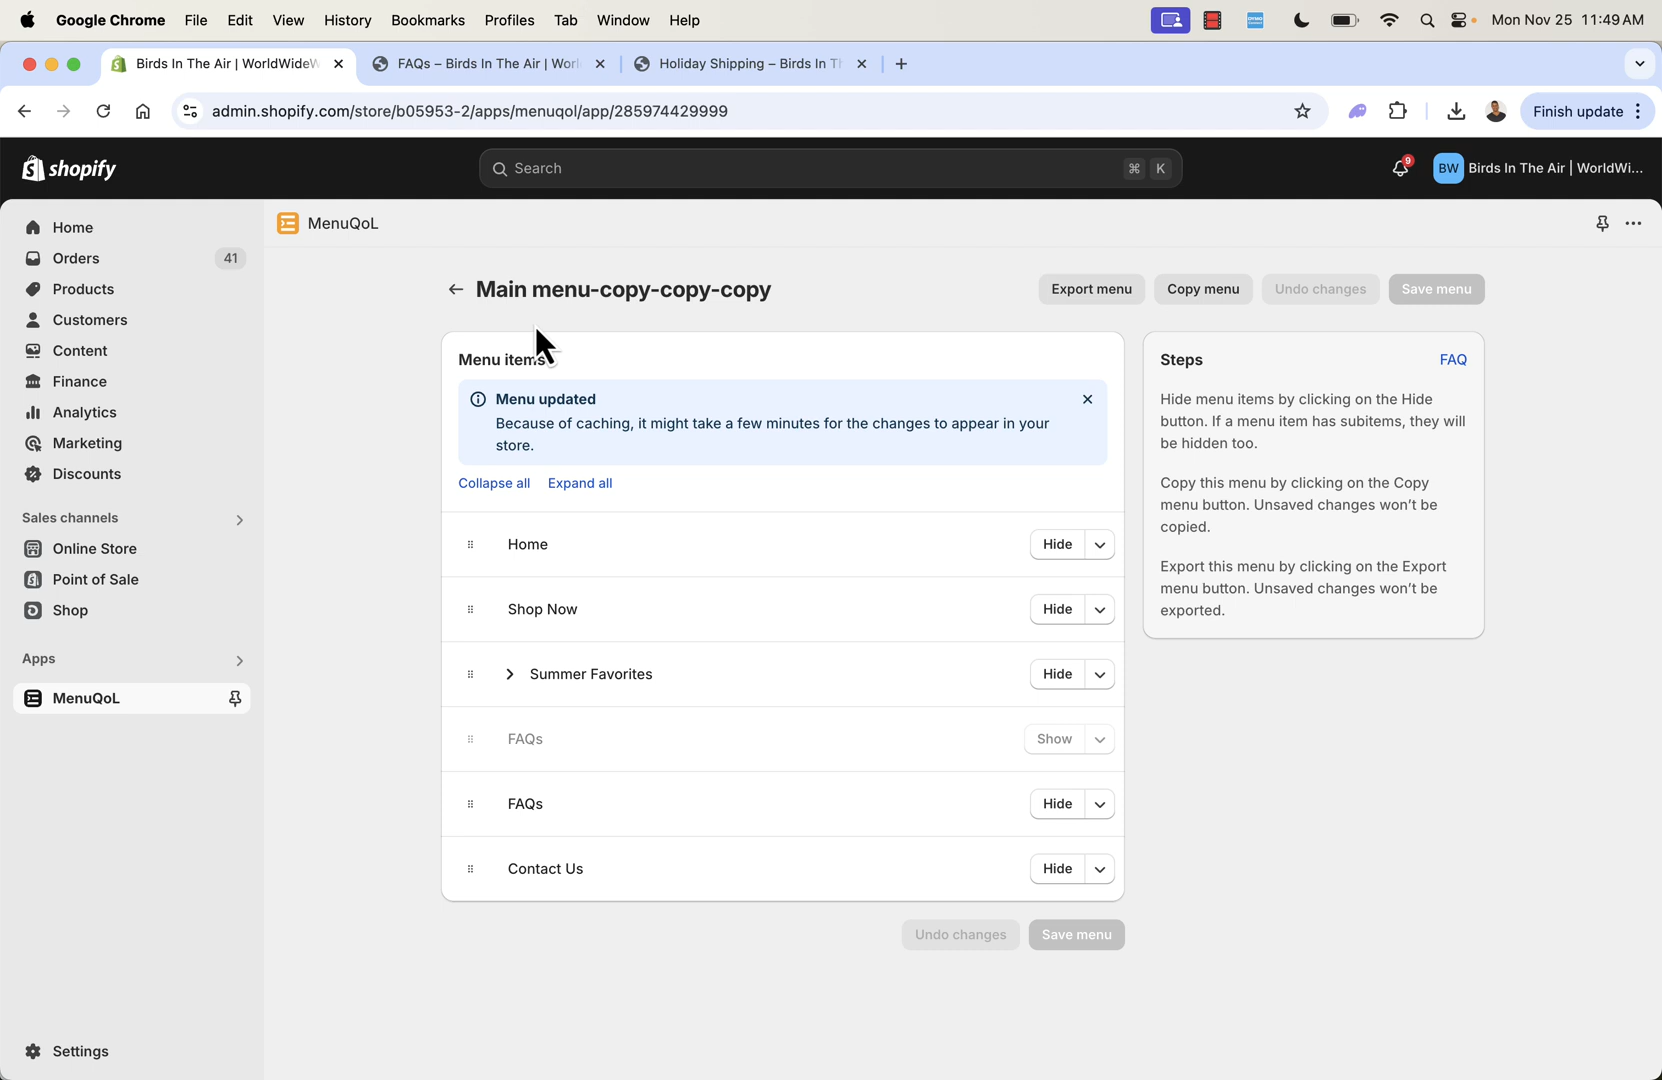 Google Chrome File Edit View History Bookmarks Profiles Tab Window Help DYMO Mon Nov 25 11:49 AM
Birds In The Air | WorldWideW FAQs – Birds In The Air | Worl Holiday Shipping – Birds In Th
admin.shopify.com/store/b05953-2/apps/menuqol/app/285974429999 Finish update
shopify Search ⌘ K 9 BW Birds In The Air | WorldWi...
Home
Orders 41
Products
Customers
Content
Finance
Analytics
Marketing
Discounts
Sales channels
Online Store
Point of Sale
Shop
Apps
MenuQoL
Settings
MenuQoL
Main menu-copy-copy-copy Export menu Copy menu Undo changes Save menu
Menu items
Menu updated
Because of caching, it might take a few minutes for the changes to appear in your
store.
Collapse all Expand all
Home Hide
Shop Now Hide
Summer Favorites Hide
FAQs Show
FAQs Hide
Contact Us Hide
Undo changes Save menu
Steps FAQ
Hide menu items by clicking on the Hide
button. If a menu item has subitems, they will
be hidden too.
Copy this menu by clicking on the Copy
menu button. Unsaved changes won't be
copied.
Export this menu by clicking on the Export
menu button. Unsaved changes won't be
exported.